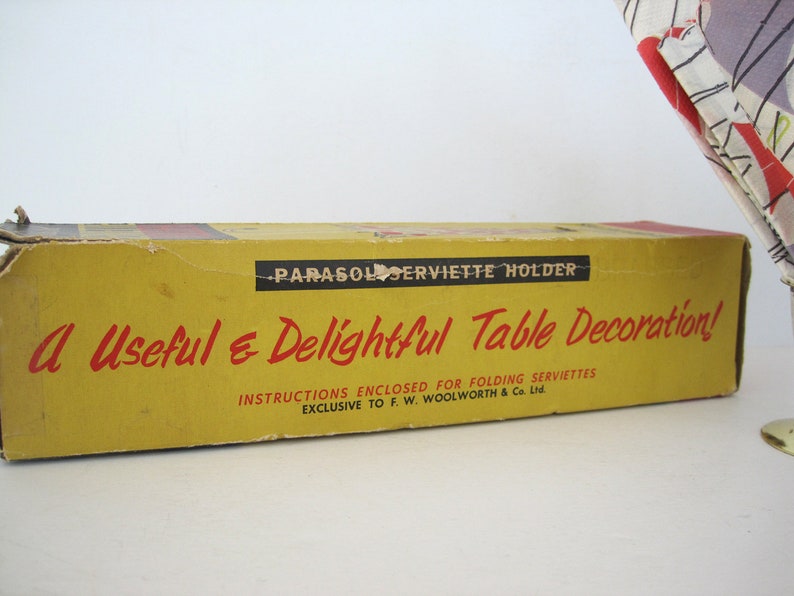 PARASOL SERVIETTE HOLDER
A Useful & Delightful Table Decoration!
INSTRUCTIONS ENCLOSED FOR FOLDING SERVIETTES
EXCLUSIVE TO F. W. WOOLWORTH & Co. Ltd.